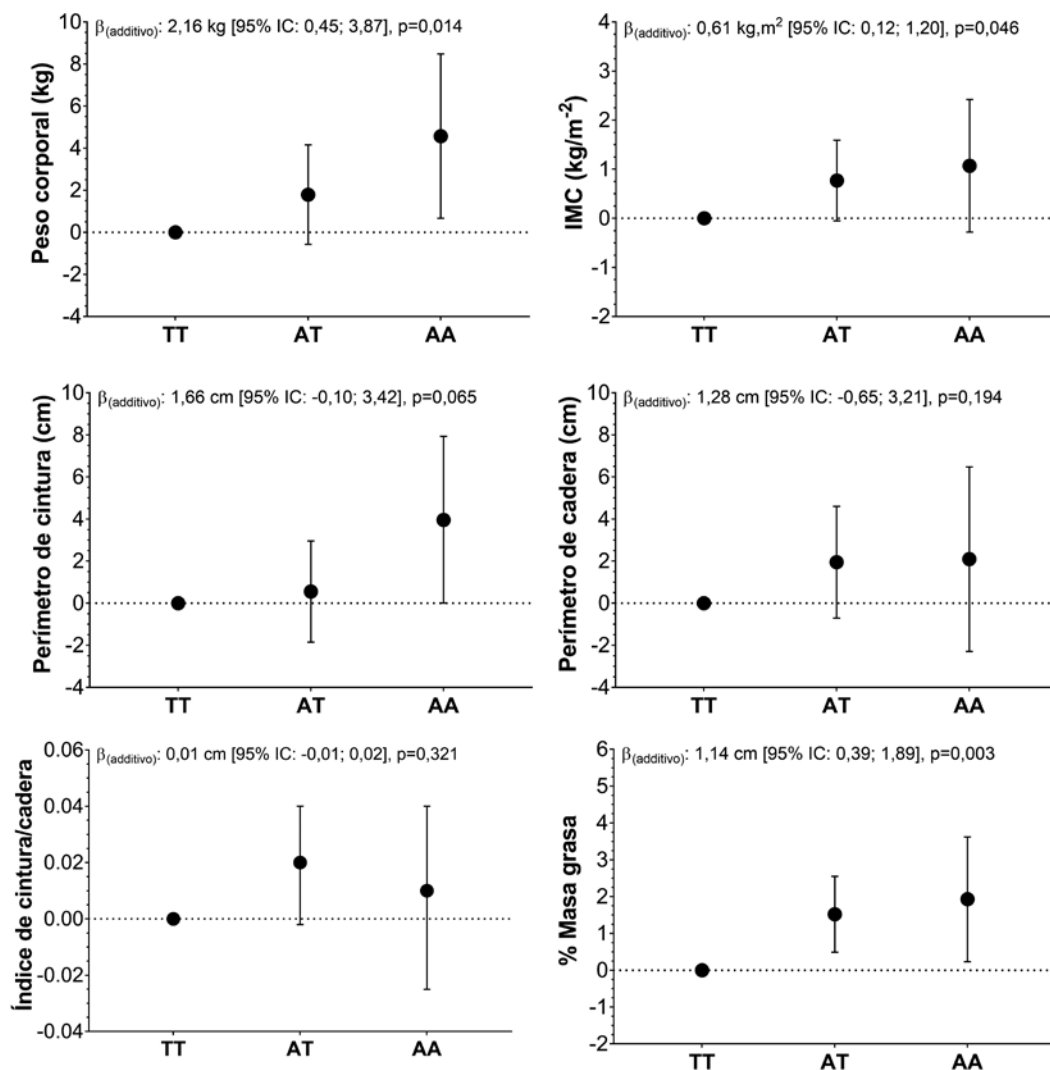 β(additivo): 2,16 kg [95% IC: 0,45; 3,87], p=0,014
Peso corporal (kg)
10
8
6
4
2
0
-2
-4
TT AT AA
β(additivo): 0,61 kg,m2 [95% IC: 0,12; 1,20], p=0,046
IMC (kg/m-2)
4
3
2
1
0
-1
-2
TT AT AA
β(additivo): 1,66 cm [95% IC: -0,10; 3,42], p=0,065
Perímetro de cintura (cm)
10
8
6
4
2
0
-2
-4
TT AT AA
β(additivo): 1,28 cm [95% IC: -0,65; 3,21], p=0,194
Perímetro de cadera (cm)
10
8
6
4
2
0
-2
-4
TT AT AA
β(additivo): 0,01 cm [95% IC: -0,01; 0,02], p=0,321
Índice de cintura/cadera
0.06
0.04
0.02
0.00
-0.02
-0.04
TT AT AA
β(additivo): 1,14 cm [95% IC: 0,39; 1,89], p=0,003
% Masa grasa
6
5
4
3
2
1
0
-1
-2
TT AT AA